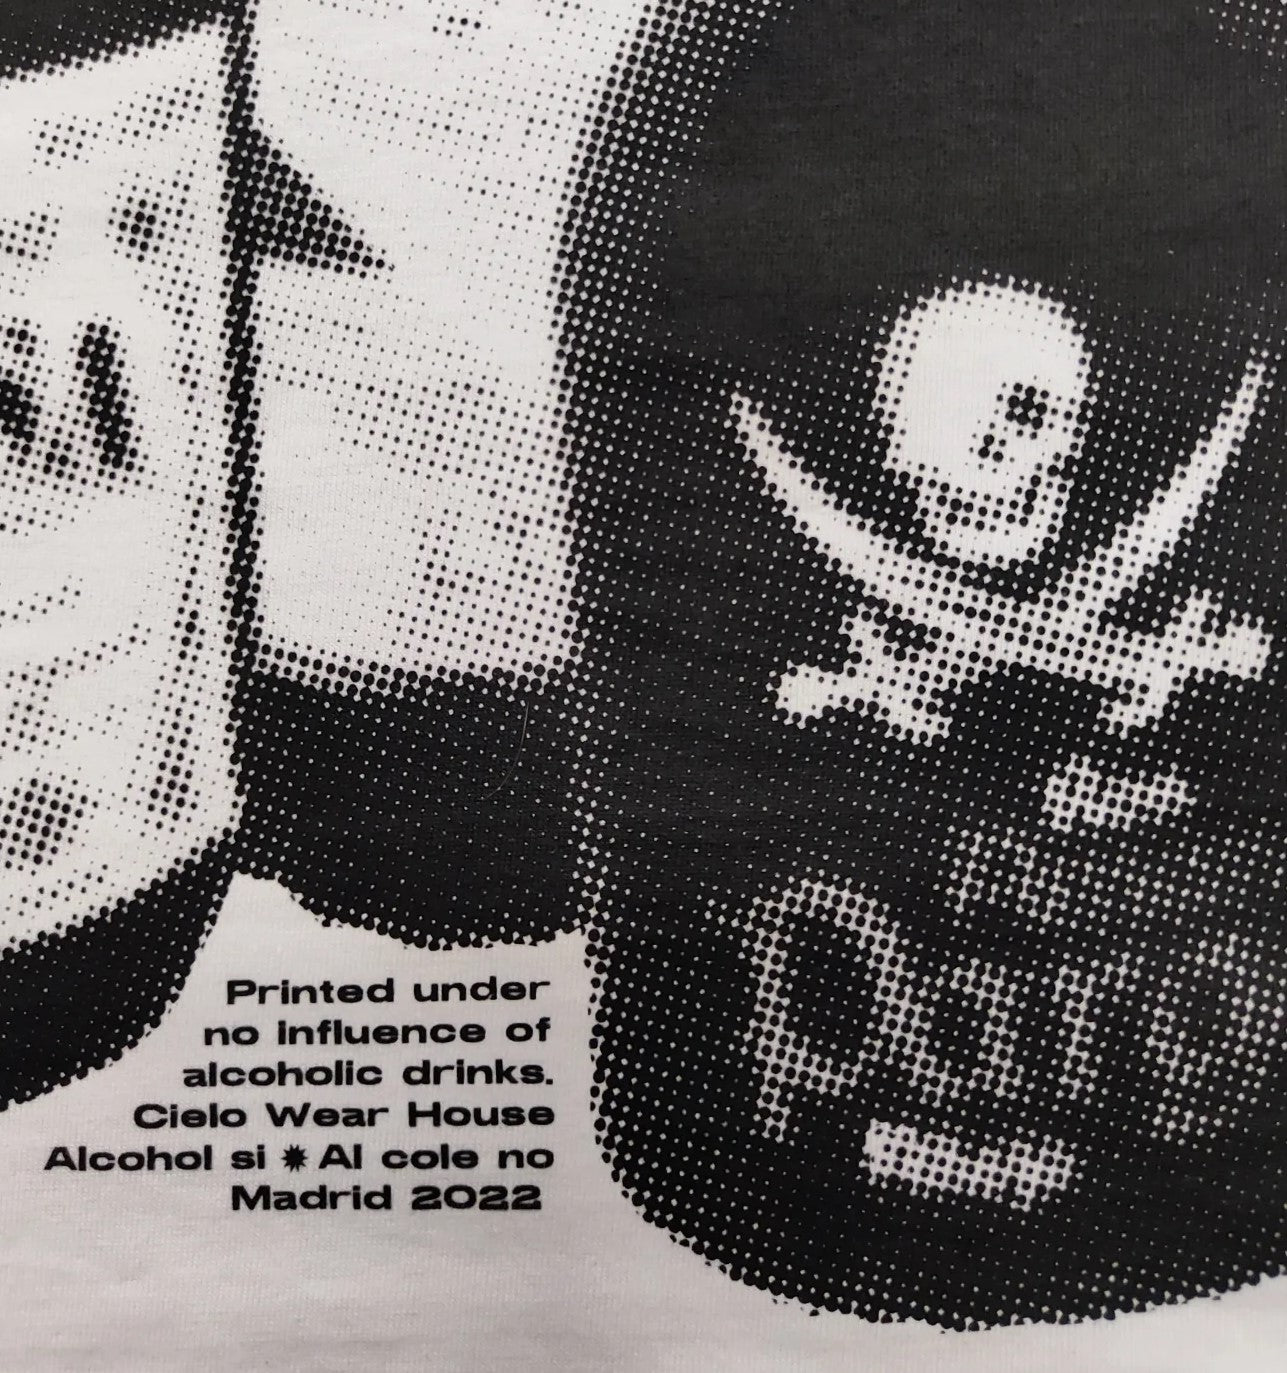 Printed under
no influence of
alcoholic drinks.
Cielo Wear House
Alcohol si ✷ Al cole no
Madrid 2022